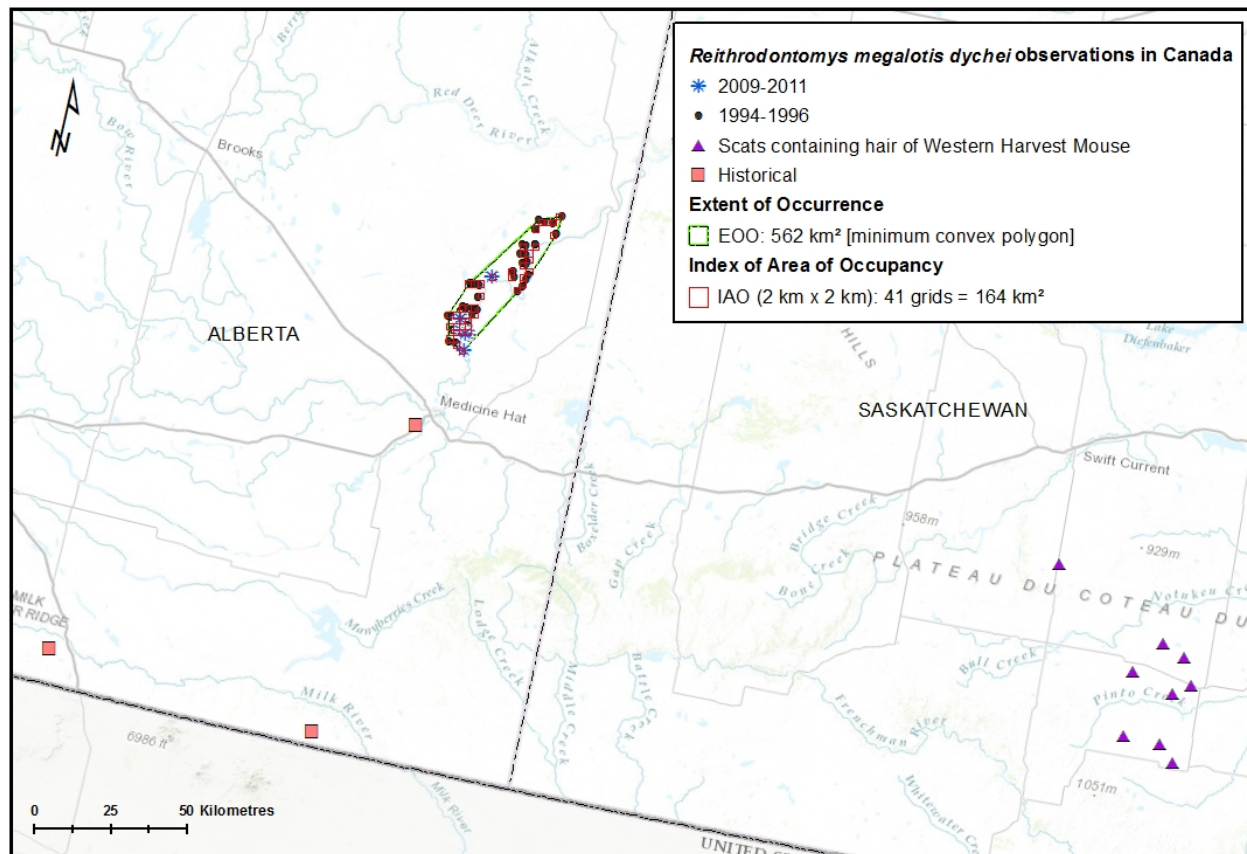 Reithrodontomys megalotis dychei observations in Canada
2009-2011
1994-1996
Scats containing hair of Western Harvest Mouse
Historical
Extent of Occurrence
EOO: 562 km² [minimum convex polygon]
Index of Area of Occupancy
IAO (2 km x 2 km): 41 grids = 164 km²
N
Bow River
Brooks
Red Deer River
Alkali Creek
ALBERTA
Medicine Hat
HILLS
Lake
Diefenbaker
SASKATCHEWAN
Swift Current
Boxelder Creek
Gap Creek
Bridge Creek
Bone Creek
958m
929m
PLATEAU DU COTEAU DU
Notukeu Cre
MILK
R RIDGE
Manyberries Creek
Lodge Creek
Middle Creek
Battle Creek
Bull Creek
Pinto Creek
Frenchman River
Whitewater Cre
Milk River
6986 ft
1051m
Milk River
0 25 50 Kilometres
UNITED S